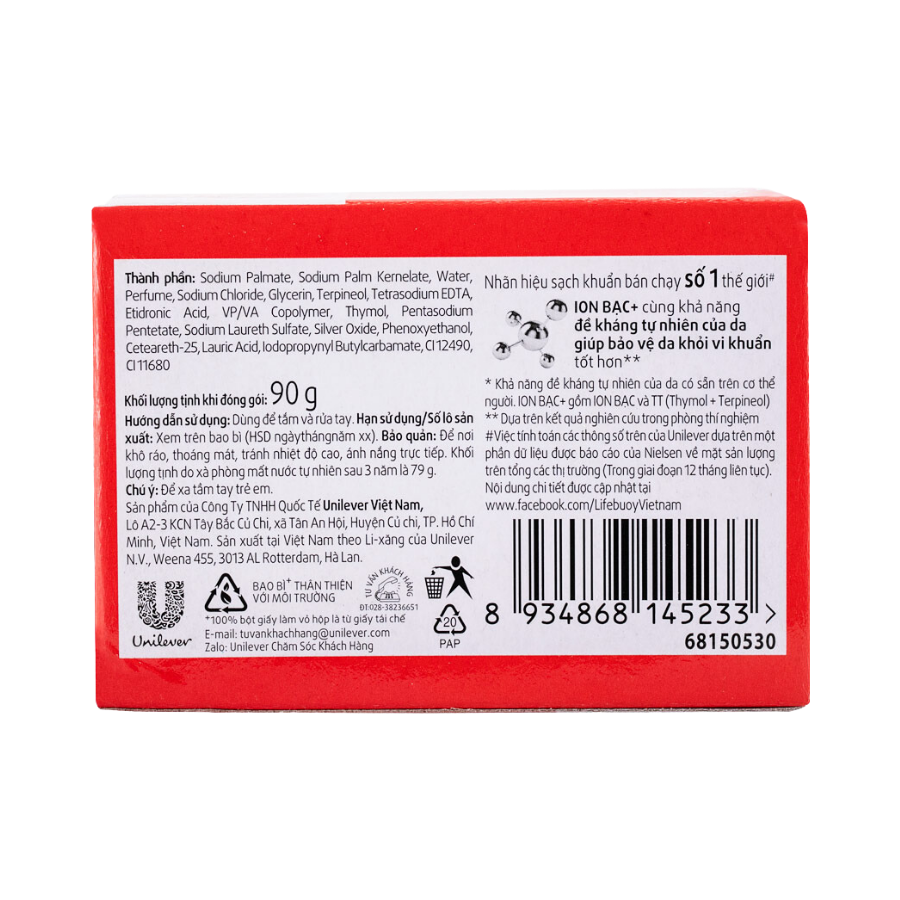 Thành phần: Sodium Palmate, Sodium Palm Kernelate, Water,
Perfume, Sodium Chloride, Glycerin, Terpineol, Tetrasodium EDTA,
Etidronic Acid, VP/VA Copolymer, Thymol, Pentasodium
Pentetate, Sodium Laureth Sulfate, Silver Oxide, Phenoxyethanol,
Ceteareth-25, Lauric Acid, Iodopropynyl Butylcarbamate, CI 12490,
CI 11680
Khối lượng tịnh khi đóng gói: 90 g
Hướng dẫn sử dụng: Dùng để tắm và rửa tay. Hạn sử dụng/Số lô sản
xuất: Xem trên bao bì (HSD ngàythángnăm xx). Bảo quản: Để nơi
khô ráo, thoáng mát, tránh nhiệt độ cao, ánh nắng trực tiếp. Khối
lượng tịnh do xà phòng mất nước tự nhiên sau 3 năm là 79 g.
Chú ý: Để xa tầm tay trẻ em.
Sản phẩm của Công Ty TNHH Quốc Tế Unilever Việt Nam,
Lô A2-3 KCN Tây Bắc Củ Chi, xã Tân An Hội, Huyện Củ chi, TP. Hồ Chí
Minh, Việt Nam. Sản xuất tại Việt Nam theo Li-xăng của Unilever
N.V., Weena 455, 3013 AL Rotterdam, Hà Lan.
Unilever
BAO BÌ+ THÂN THIỆN
VỚI MÔI TRƯỜNG
+100% bột giấy làm vỏ hộp là từ giấy tái chế
E-mail: tuvankhachhang@unilever.com
Zalo: Unilever Chăm Sóc Khách Hàng
TƯ VẤN KHÁCH HÀNG
ĐT:028-38236651
20
PAP
Nhãn hiệu sạch khuẩn bán chạy số 1 thế giới#
ION BẠC+ cùng khả năng
đề kháng tự nhiên của da
giúp bảo vệ da khỏi vi khuẩn
tốt hơn**
* Khả năng đề kháng tự nhiên của da có sẵn trên cơ thể
người. ION BẠC+ gồm ION BẠC và TT (Thymol + Terpineol)
** Dựa trên kết quả nghiên cứu trong phòng thí nghiệm
#Việc tính toán các thông số trên của Unilever dựa trên một
phần dữ liệu được báo cáo của Nielsen về mặt sản lượng
trên tổng các thị trường (Trong giai đoạn 12 tháng liên tục).
Nội dung chi tiết được cập nhật tại
www.facebook.com/LifebuoyVietnam
8 934868 145233 >
68150530